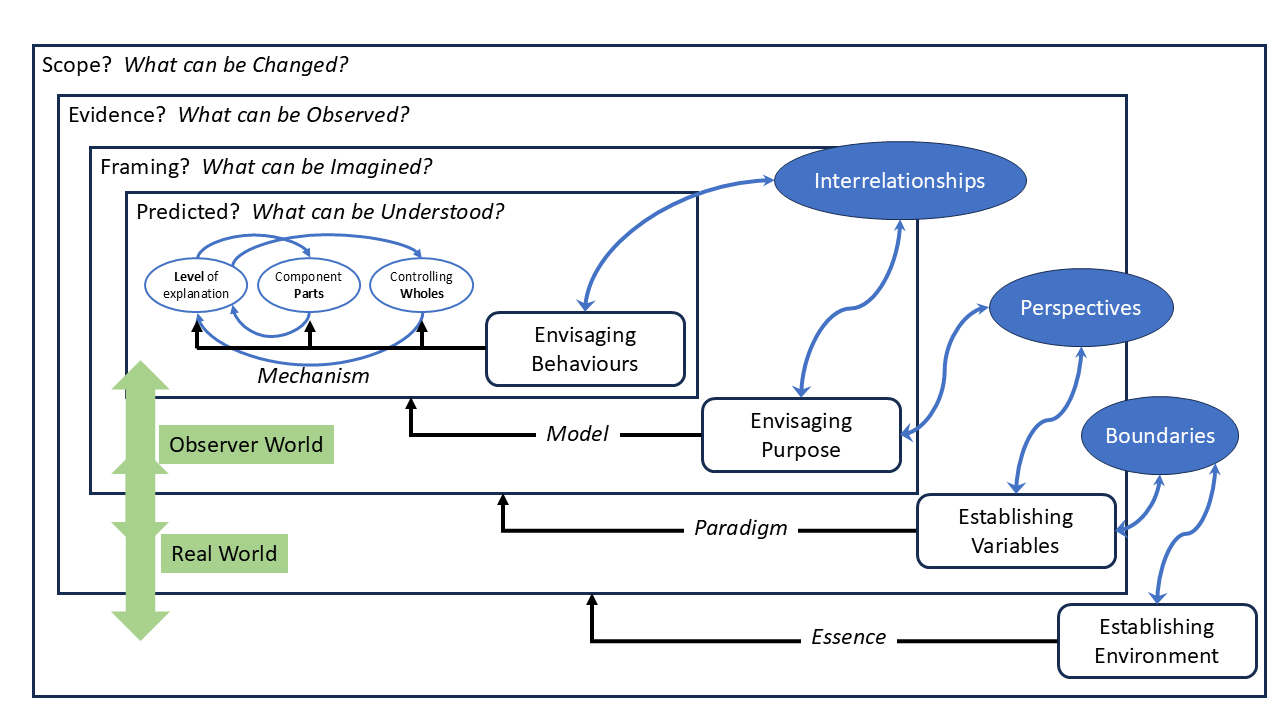 Scope? What can be Changed?
Evidence? What can be Observed?
Framing? What can be Imagined?
Interrelationships
Predicted? What can be Understood?
Level of
explanation
Component
Parts
Controlling
Wholes
Perspectives
Envisaging
Behaviours
Mechanism
Observer World
Model
Envisaging
Purpose
Boundaries
Real World
Paradigm
Establishing
Variables
Essence
Establishing
Environment